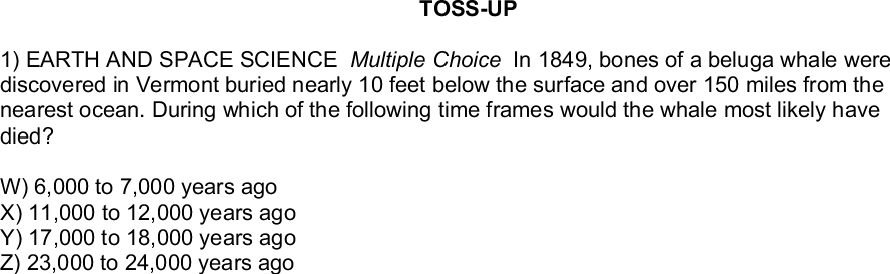 TOSS-UP
1) EARTH AND SPACE SCIENCE Multiple Choice In 1849, bones of a beluga whale were
discovered in Vermont buried nearly 10 feet below the surface and over 150 miles from the
nearest ocean. During which of the following time frames would the whale most likely have
died?
W) 6,000 to 7,000 years ago
X) 11,000 to 12,000 years ago
Y) 17,000 to 18,000 years ago
Z) 23,000 to 24,000 years ago